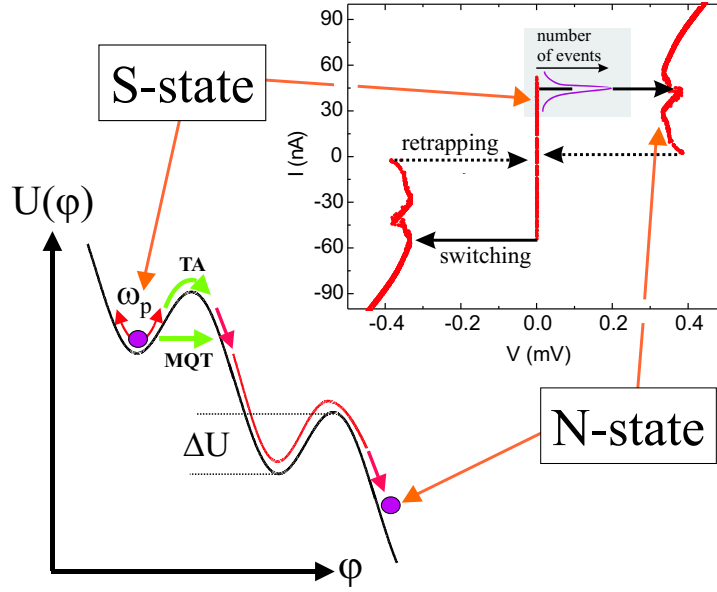 S-state
U(φ)
TA
ωp
MQT
ΔU
φ
N-state
number
of events
retrapping
switching
I (nA)
90
60
30
0
-30
-60
-90
-0.4
-0.2
0.0
0.2
0.4
V (mV)